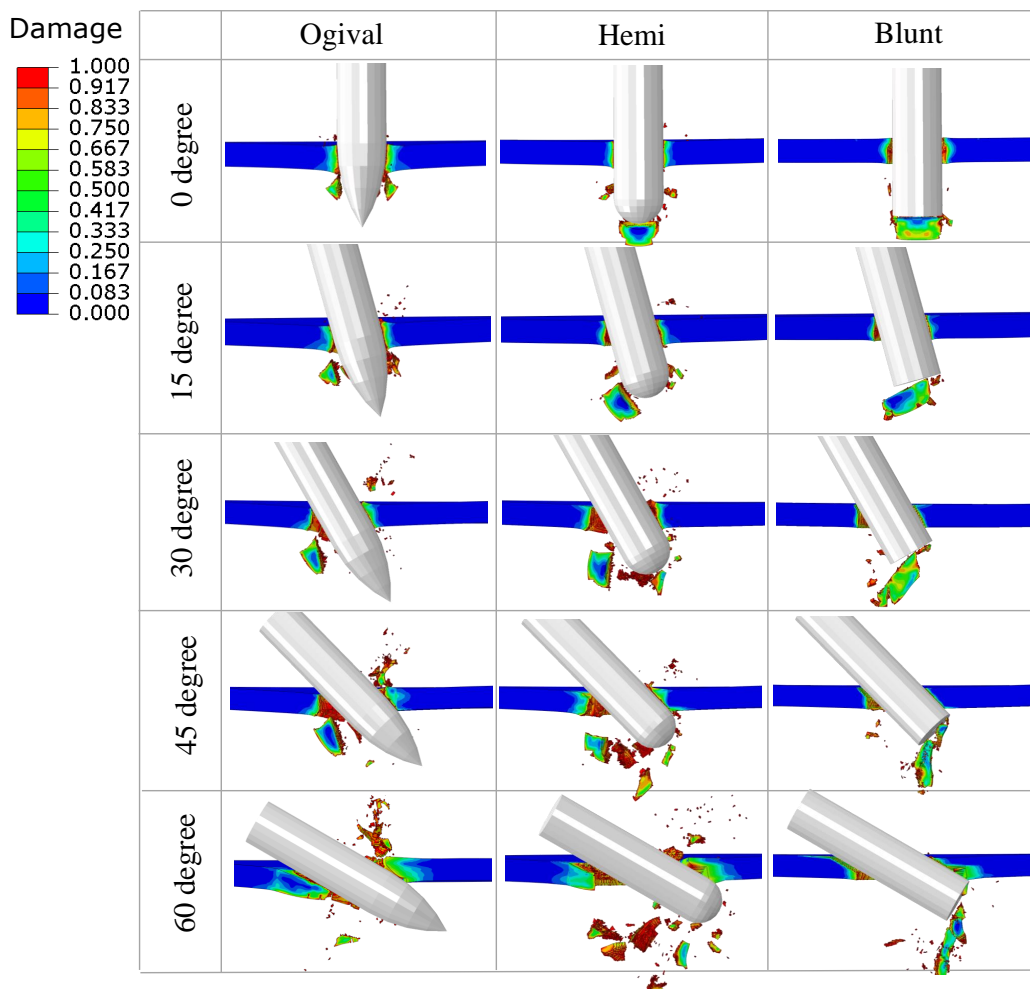 Damage
1.000
0.917
0.833
0.750
0.667
0.583
0.500
0.417
0.333
0.250
0.167
0.083
0.000
Ogival Hemi Blunt
0 degree
15 degree
30 degree
45 degree
60 degree